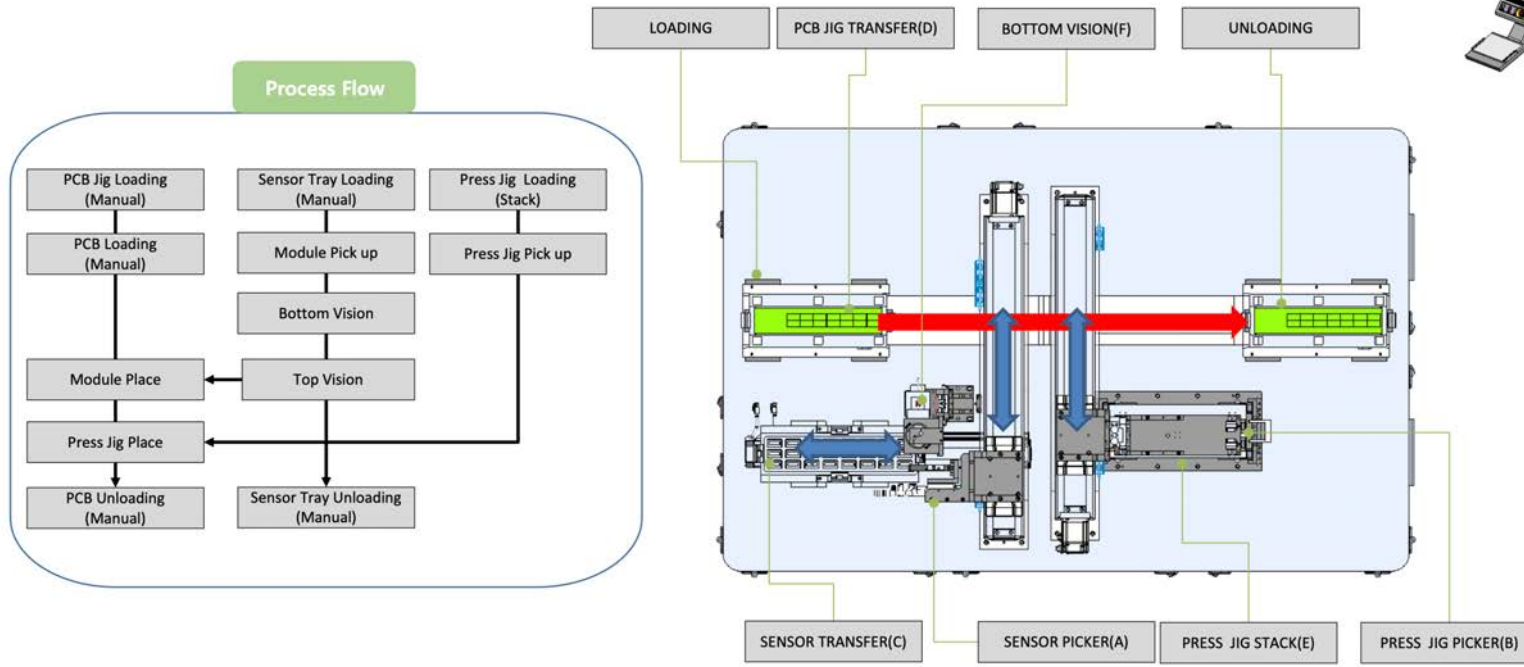 LOADING
PCB JIG TRANSFER(D)
BOTTOM VISION(F)
UNLOADING
Process Flow
PCB Jig Loading
(Manual)
Sensor Tray Loading
(Manual)
Press Jig Loading
(Stack)
PCB Loading
(Manual)
Module Pick up
Press Jig Pick up
Bottom Vision
Module Place
Top Vision
Press Jig Place
PCB Unloading
(Manual)
Sensor Tray Unloading
(Manual)
SENSOR TRANSFER(C)
SENSOR PICKER(A)
PRESS JIG STACK(E)
PRESS JIG PICKER(B)